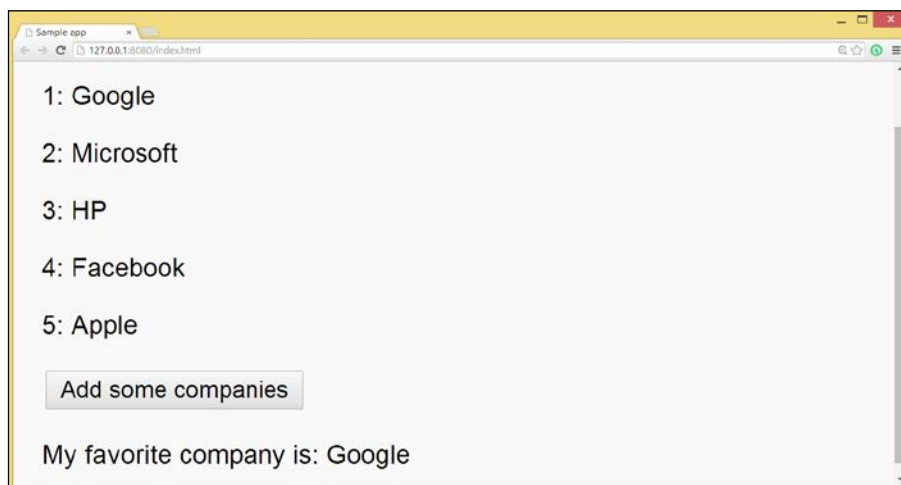 Sample app
127.0.0.1:8080/index.html
1: Google
2: Microsoft
3: HP
4: Facebook
5: Apple
Add some companies
My favorite company is: Google